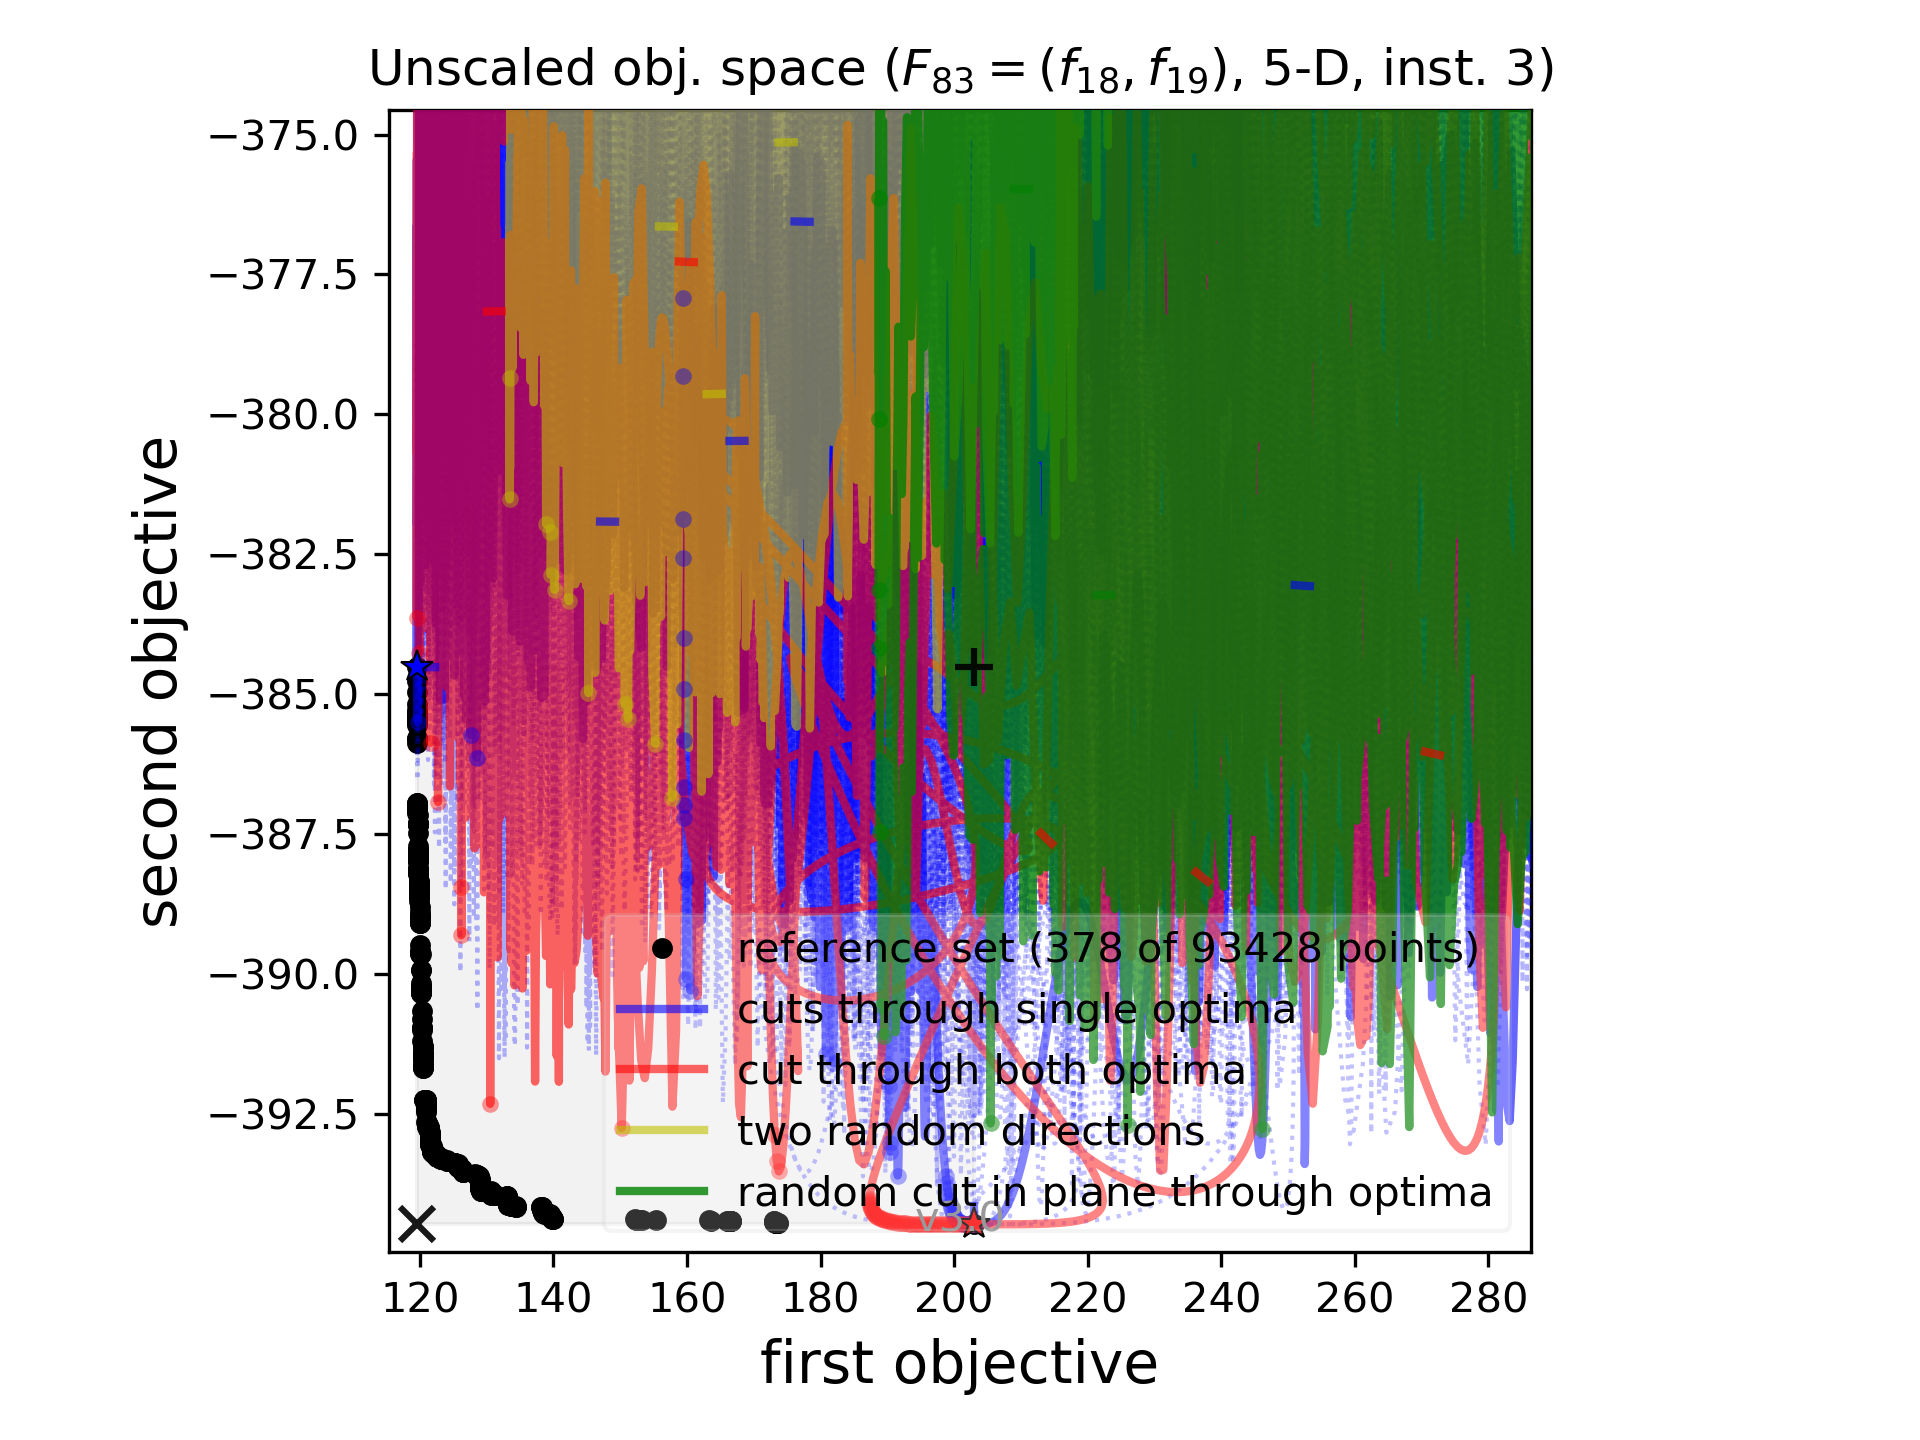 Unscaled obj. space (F₈₃ = (f₁₈, f₁₉), 5-D, inst. 3)
−375.0
−377.5
−380.0
−382.5
−385.0
−387.5
−390.0
−392.5
second objective
reference set (378 of 93428 points)
cuts through single optima
cut through both optima
two random directions
random cut in plane through optima
120 140 160 180 200 220 240 260 280
first objective